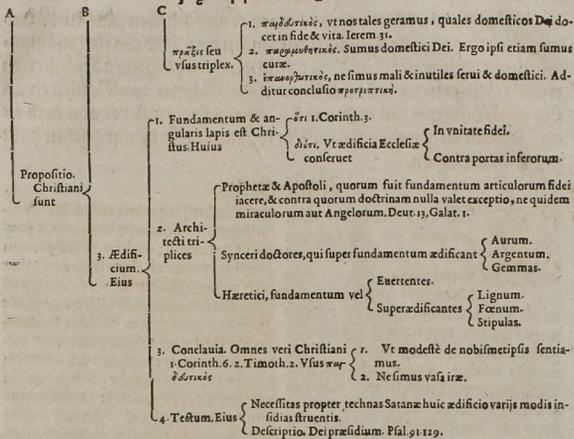 A B C
πράξις seu vsus triplex.
1. παιδευτικὸς, vt nos tales geramus, quales domesticos Dei do-
cet in fide & vita. Ierem. 31.
2. παραμυθητικὸς. Sumus domestici Dei. Ergo ipsi etiam sumus
curæ.
3. ἐπανορθωτικὸς, ne simus mali & inutiles serui & domestici. Ad-
ditur conclusio προτρεπτική.
Propositio.
Christiani
sunt
3. Ædifi-
cium.
Eius
1. Fundamentum & an-
gularis lapis est Chri-
stus. Huius
ὅτι 1. Corinth. 3.
διότι. Vt ædificia Ecclesiæ
conseruet
In vnitate fidei.
Contra portas inferorum.
2. Archi-
tecti tri-
plices
Prophetæ & Apostoli, quorum fuit fundamentum articulorum fidei
iacere, & contra quorum doctrinam nulla valet exceptio, ne quidem
miraculorum aut Angelorum. Deut. 13, Galat. 1.
Synceri doctores, qui super fundamentum ædificant
Aurum.
Argentum.
Gemmas.
Hæretici, fundamentum vel
Euertentes.
Superædificantes
Lignum.
Fœnum.
Stipulas.
3. Conclauia. Omnes veri Christiani
1. Corinth. 6. 2. Timoth. 2. Vsus παι-
δευτικὸς
1. Vt modestè de nobismetipsis sentia-
mus.
2. Ne simus vasa iræ.
4. Tectum. Eius
Necessitas propter technas Satanæ huic ædificio varijs modis in-
sidias struentis.
Descriptio. Dei præsidium. Psal. 91. 129.